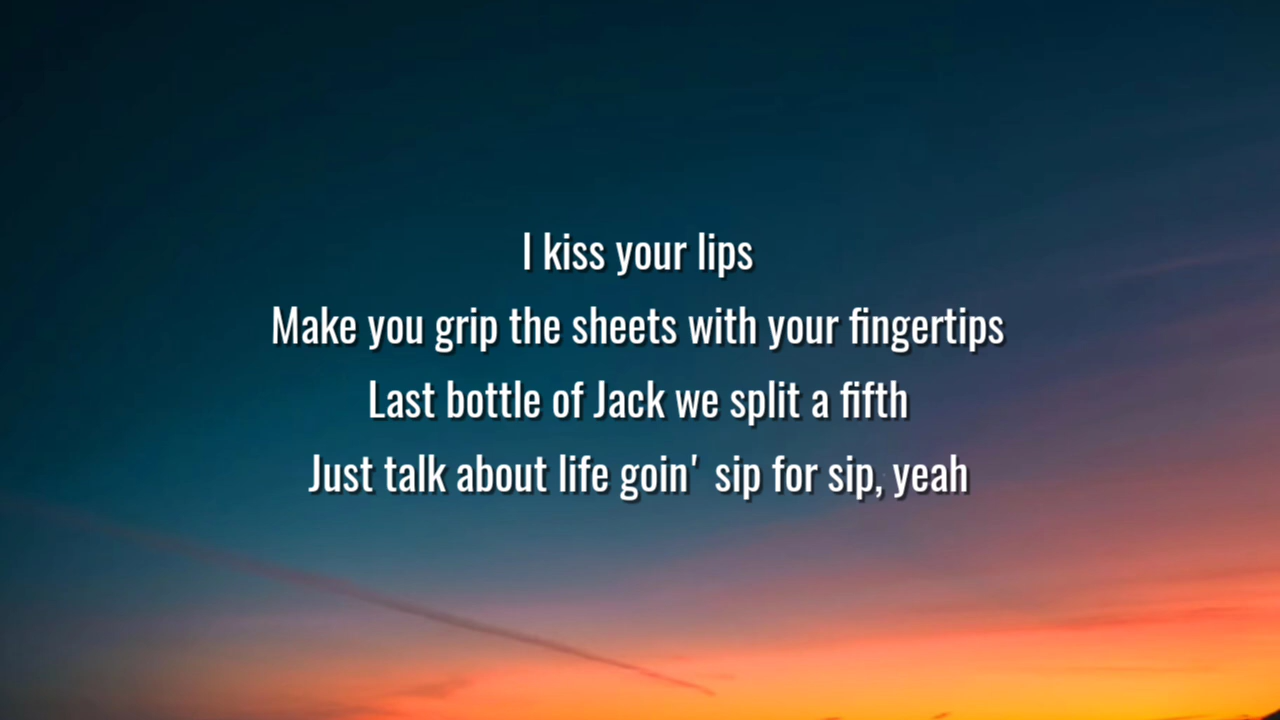 I kiss your lips
Make you grip the sheets with your fingertips
Last bottle of Jack we split a fifth
Just talk about life goin' sip for sip, yeah